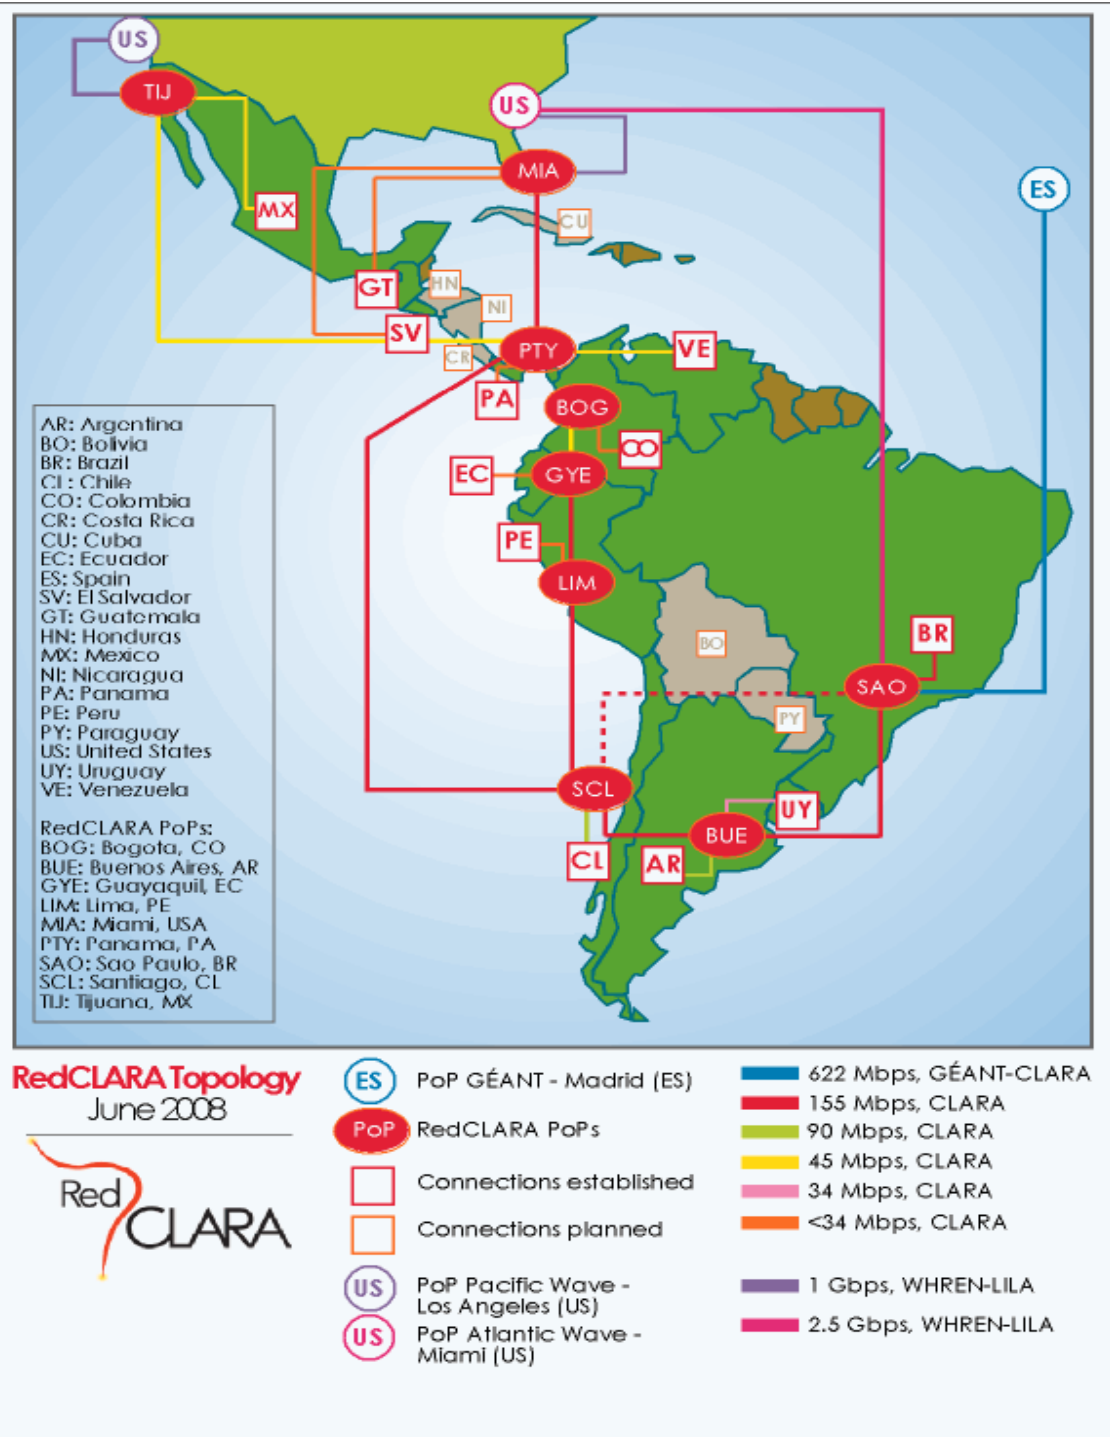 US
TIJ
US
MIA
ES
MX
CU
GT
HN
NI
SV
CR
PTY
VE
PA
BOG
CO
EC
GYE
PE
LIM
BO
BR
SAO
PY
SCL
UY
BUE
CL
AR
AR: Argentina
BO: Bolivia
BR: Brazil
CL: Chile
CO: Colombia
CR: Costa Rica
CU: Cuba
EC: Ecuador
ES: Spain
SV: El Salvador
GT: Guatemala
HN: Honduras
MX: Mexico
NI: Nicaragua
PA: Panama
PE: Peru
PY: Paraguay
US: United States
UY: Uruguay
VE: Venezuela
RedCLARA PoPs:
BOG: Bogota, CO
BUE: Buenos Aires, AR
GYE: Guayaquil, EC
LIM: Lima, PE
MIA: Miami, USA
PTY: Panama, PA
SAO: Sao Paulo, BR
SCL: Santiago, CL
TIJ: Tijuana, MX
RedCLARA Topology
June 2008
Red
CLARA
ES PoP GÉANT - Madrid (ES)
PoP RedCLARA PoPs
Connections established
Connections planned
US PoP Pacific Wave -
Los Angeles (US)
US PoP Atlantic Wave -
Miami (US)
622 Mbps, GÉANT-CLARA
155 Mbps, CLARA
90 Mbps, CLARA
45 Mbps, CLARA
34 Mbps, CLARA
<34 Mbps, CLARA
1 Gbps, WHREN-LILA
2.5 Gbps, WHREN-LILA